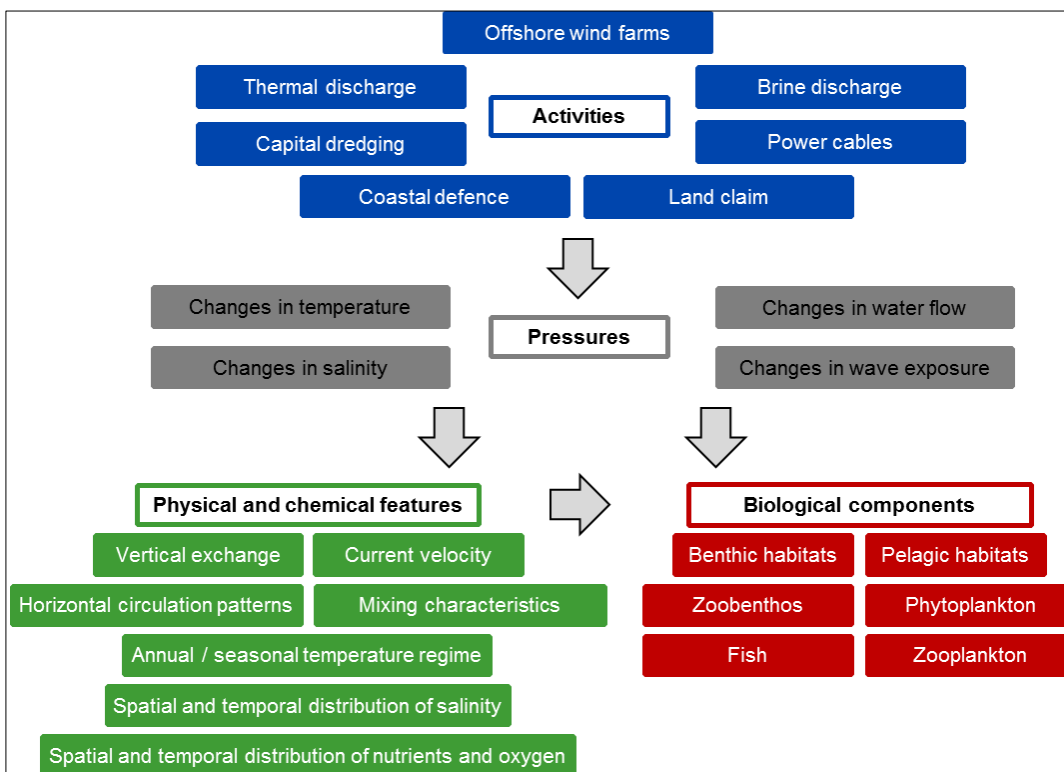 Offshore wind farms
Thermal discharge
Brine discharge
Activities
Capital dredging
Power cables
Coastal defence
Land claim
Changes in temperature
Changes in water flow
Pressures
Changes in salinity
Changes in wave exposure
Physical and chemical features
Biological components
Vertical exchange
Current velocity
Benthic habitats
Pelagic habitats
Horizontal circulation patterns
Mixing characteristics
Zoobenthos
Phytoplankton
Annual / seasonal temperature regime
Fish
Zooplankton
Spatial and temporal distribution of salinity
Spatial and temporal distribution of nutrients and oxygen